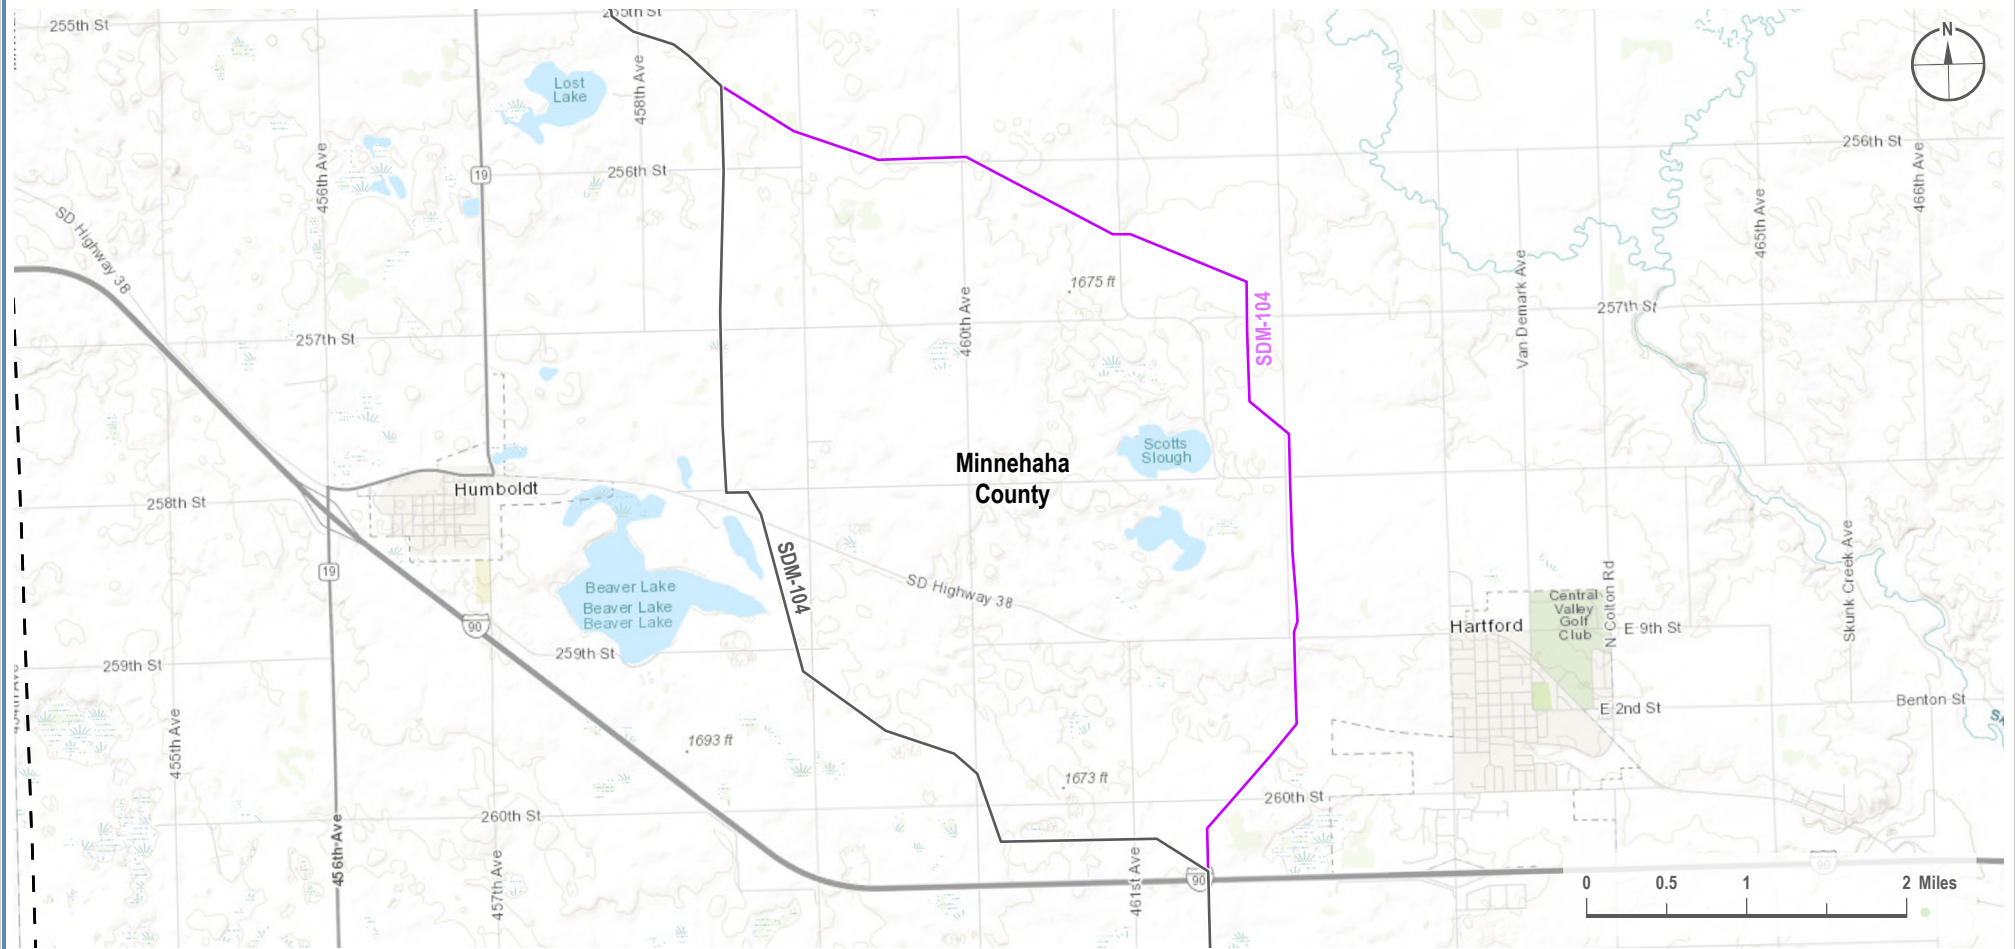 255th St
255th St
N
Lost
Lake
458th Ave
256th St
456th Ave
19
256th St
466th Ave
SD Highway 38
465th Ave
1675 ft
460th Ave
SDM-104
Van Demark Ave
257th St
257th St
Scotts
Slough
Minnehaha
County
Humboldt
258th St
SDM-104
19
Beaver Lake
Beaver Lake
Beaver Lake
SD Highway 38
Central
Valley
Golf
Club
N Colton Rd
Skunk Creek Ave
Hartford
E 9th St
90
259th St
259th St
454th Ave
Benton St
E 2nd St
455th Ave
1693 ft
1673 ft
260th St
260th St
456th Ave
457th Ave
461st Ave
90
90
0 0.5 1 2 Miles